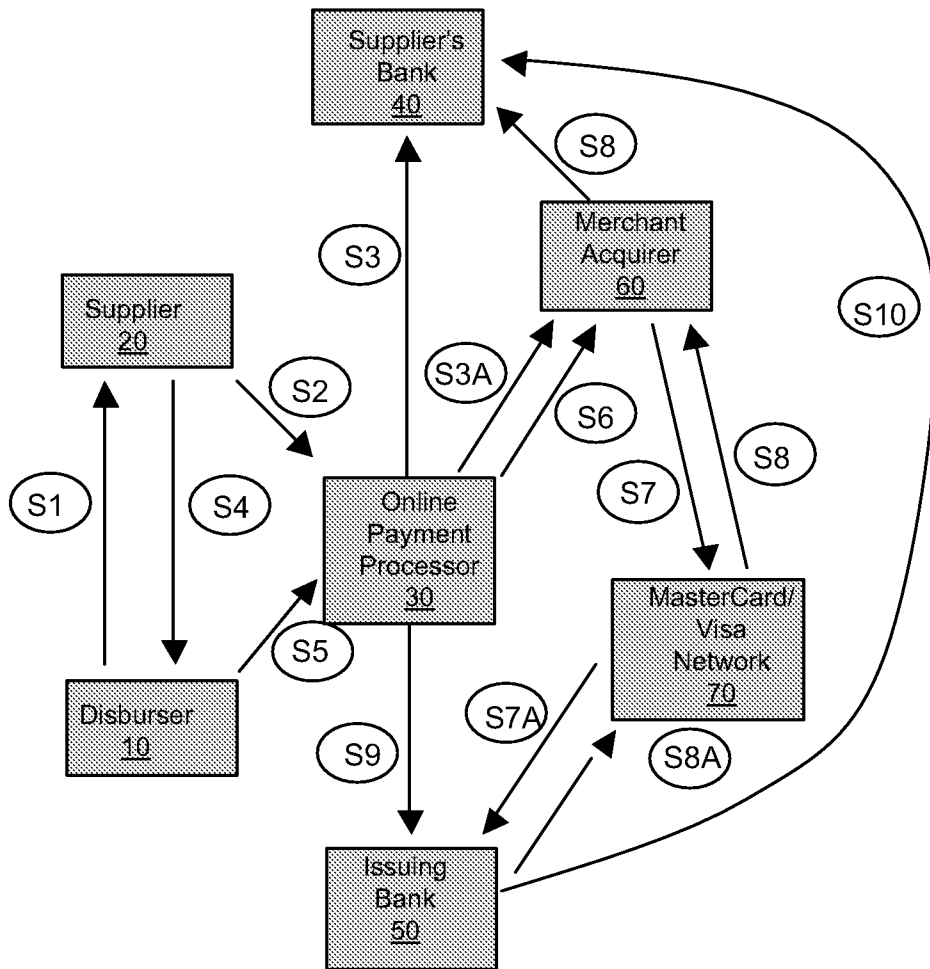 Supplier's
Bank
40
S8
Merchant
Acquirer
60
S3
S10
Supplier
20
S3A
S2
S6
S8
S7
S1
S4
Online
Payment
Processor
30
MasterCard/
Visa
Network
70
S5
Disburser
10
S7A
S9
S8A
Issuing
Bank
50